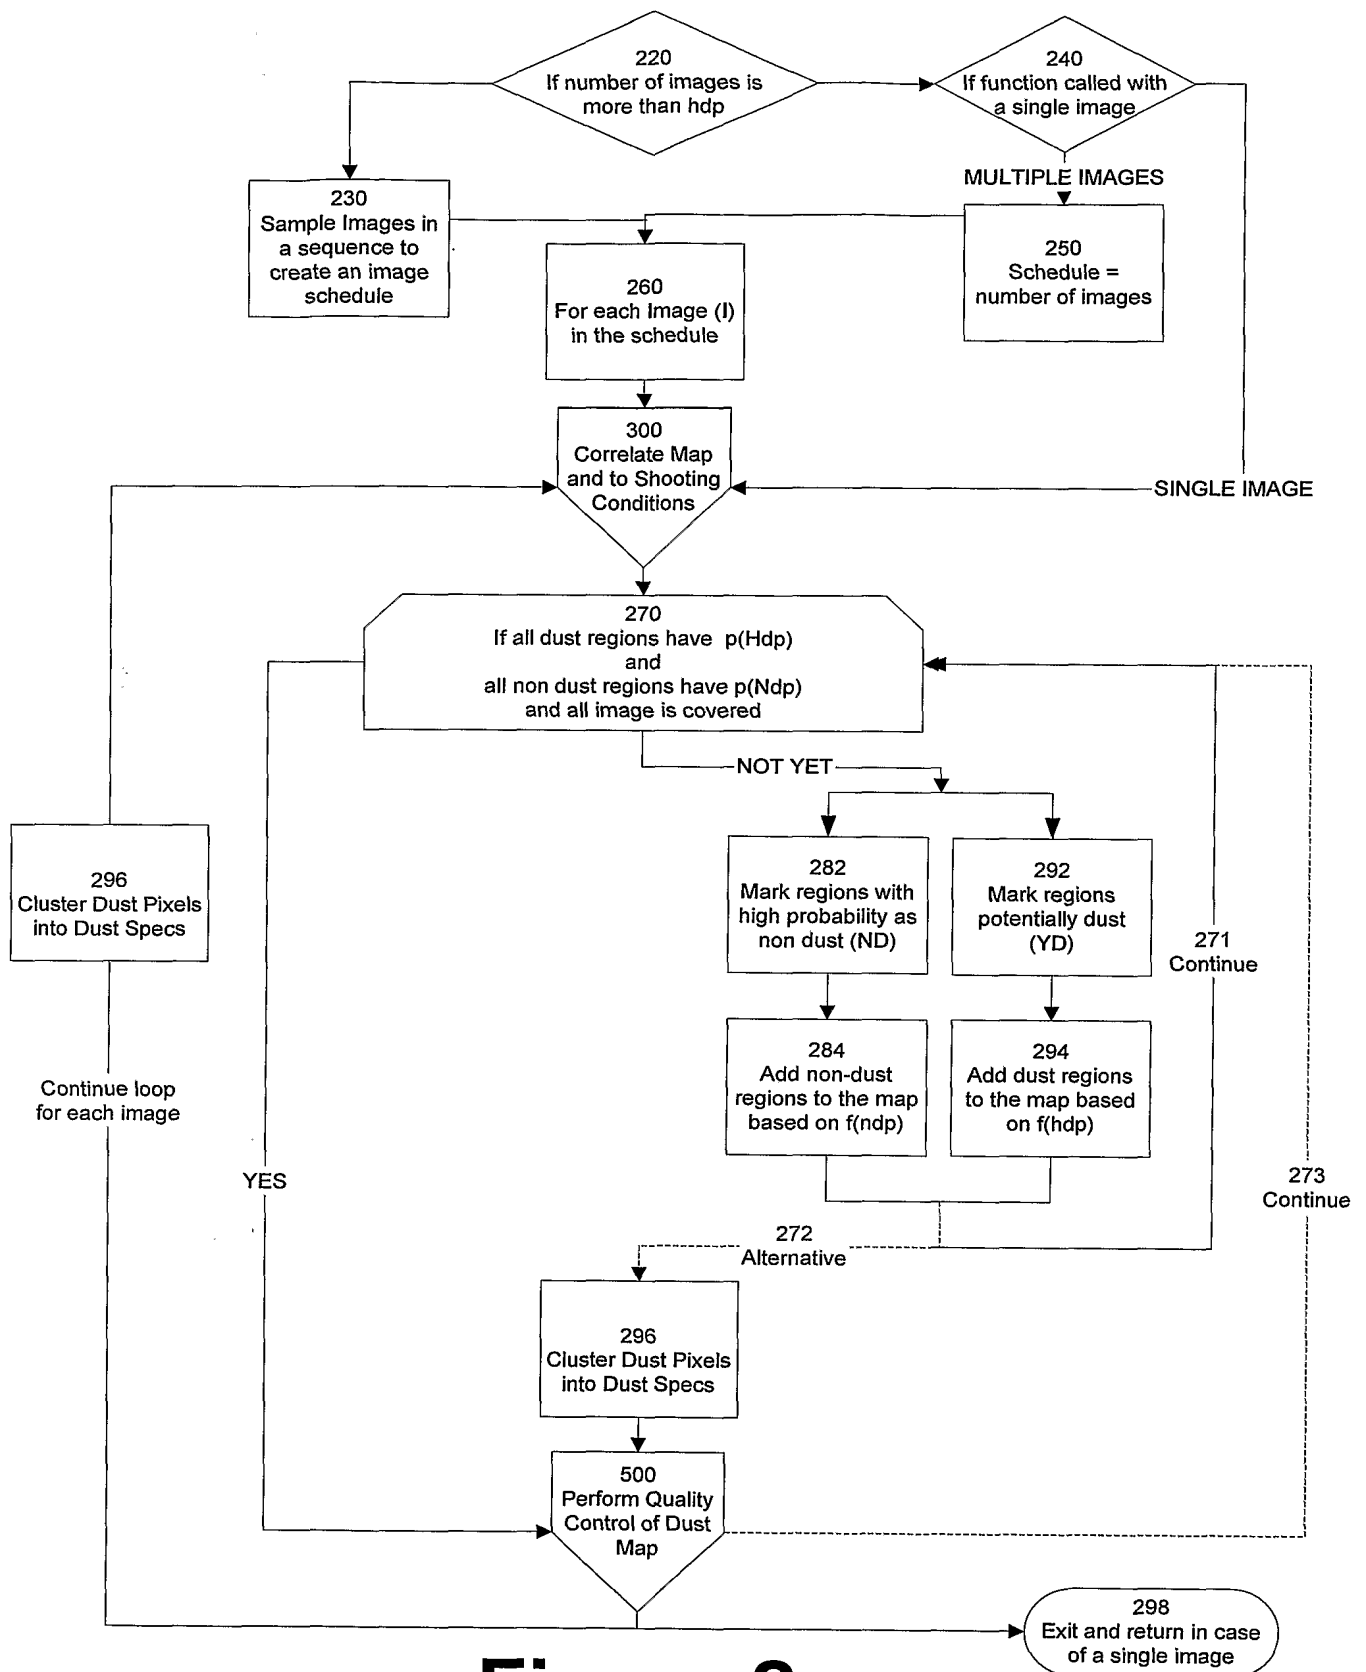 220
If number of images is
more than hdp
240
If function called with
a single image
MULTIPLE IMAGES
230
Sample Images in
a sequence to
create an image
schedule
250
Schedule =
number of images
260
For each Image (I)
in the schedule
300
Correlate Map
and to Shooting
Conditions
SINGLE IMAGE
270
If all dust regions have p(Hdp)
and
all non dust regions have p(Ndp)
and all image is covered
NOT YET
296
Cluster Dust Pixels
into Dust Specs
282
Mark regions with
high probability as
non dust (ND)
292
Mark regions
potentially dust
(YD)
271
Continue
284
Add non-dust
regions to the map
based on f(ndp)
294
Add dust regions
to the map based
on f(hdp)
Continue loop
for each image
YES
273
Continue
272
Alternative
296
Cluster Dust Pixels
into Dust Specs
500
Perform Quality
Control of Dust
Map
298
Exit and return in case
of a single image